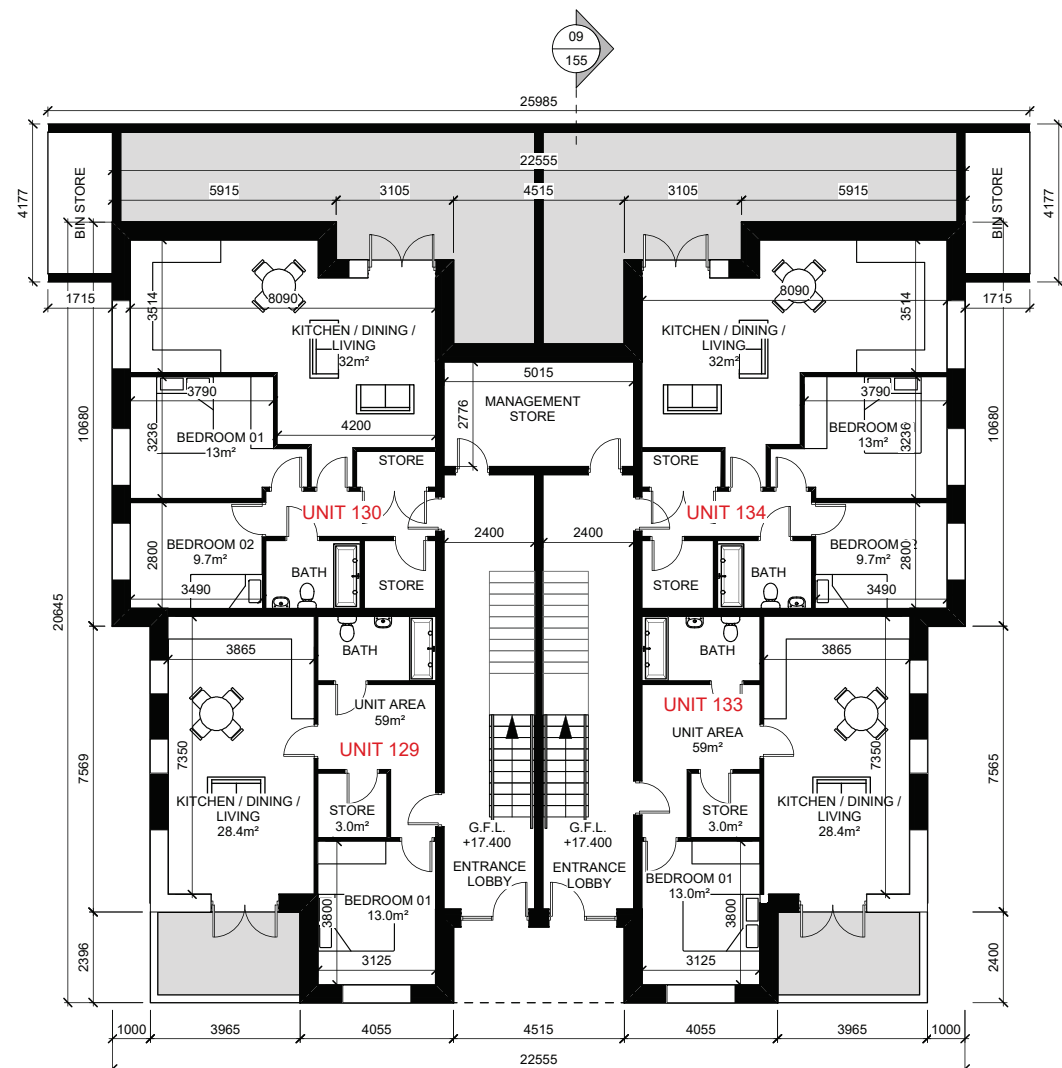 09
155
25985
22555
5915
3105
4515
3105
5915
4177
BIN STORE
BIN STORE
4177
1715
1715
3514
8090
8090
3514
KITCHEN / DINING /
LIVING
32m²
KITCHEN / DINING /
LIVING
32m²
5015
MANAGEMENT
STORE
2776
3790
3236
BEDROOM 01
13m²
4200
3790
BEDROOM
13m²
3236
10680
10680
STORE
STORE
UNIT 130
UNIT 134
2400
2400
2800
BEDROOM 02
9.7m²
3490
BATH
STORE
STORE
BATH
BEDROOM
9.7m²
2800
3490
20645
3865
BATH
BATH
3865
UNIT AREA
59m²
UNIT 129
UNIT 133
UNIT AREA
59m²
7569
7350
7350
7565
KITCHEN / DINING /
LIVING
28.4m²
STORE
3.0m²
STORE
3.0m²
KITCHEN / DINING /
LIVING
28.4m²
G.F.L.
+17.400
ENTRANCE
LOBBY
G.F.L.
+17.400
ENTRANCE
LOBBY
BEDROOM 01
13.0m²
3800
3125
BEDROOM 01
13.0m²
3800
3125
2396
2400
1000
3965
4055
4515
4055
3965
1000
22555